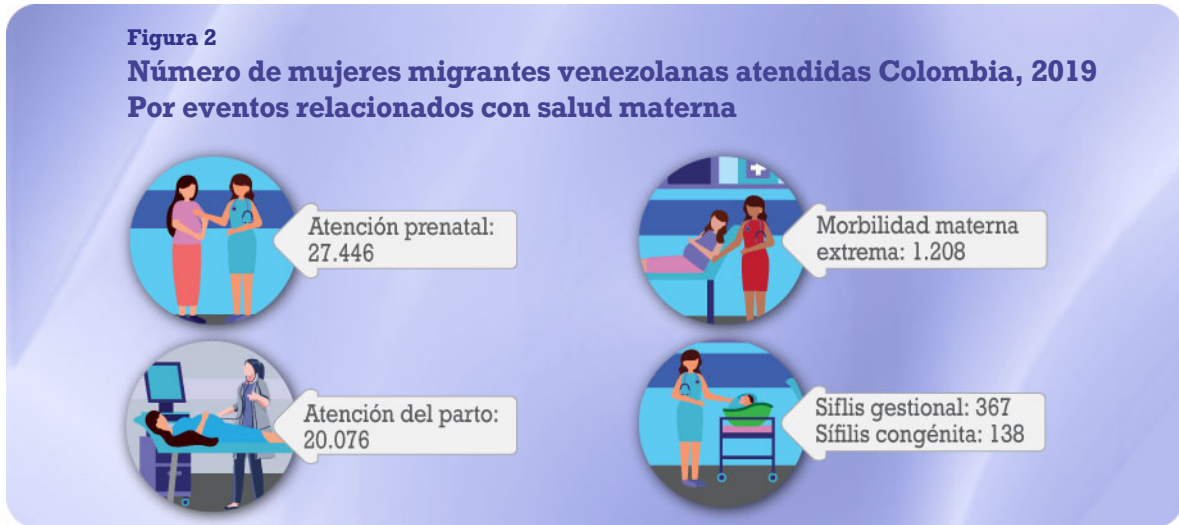 Figura 2
Número de mujeres migrantes venezolanas atendidas Colombia, 2019
Por eventos relacionados con salud materna
Atención prenatal:
27.446
Morbilidad materna
extrema: 1.208
Atención del parto:
20.076
Siflis gestional: 367
Sífilis congénita: 138